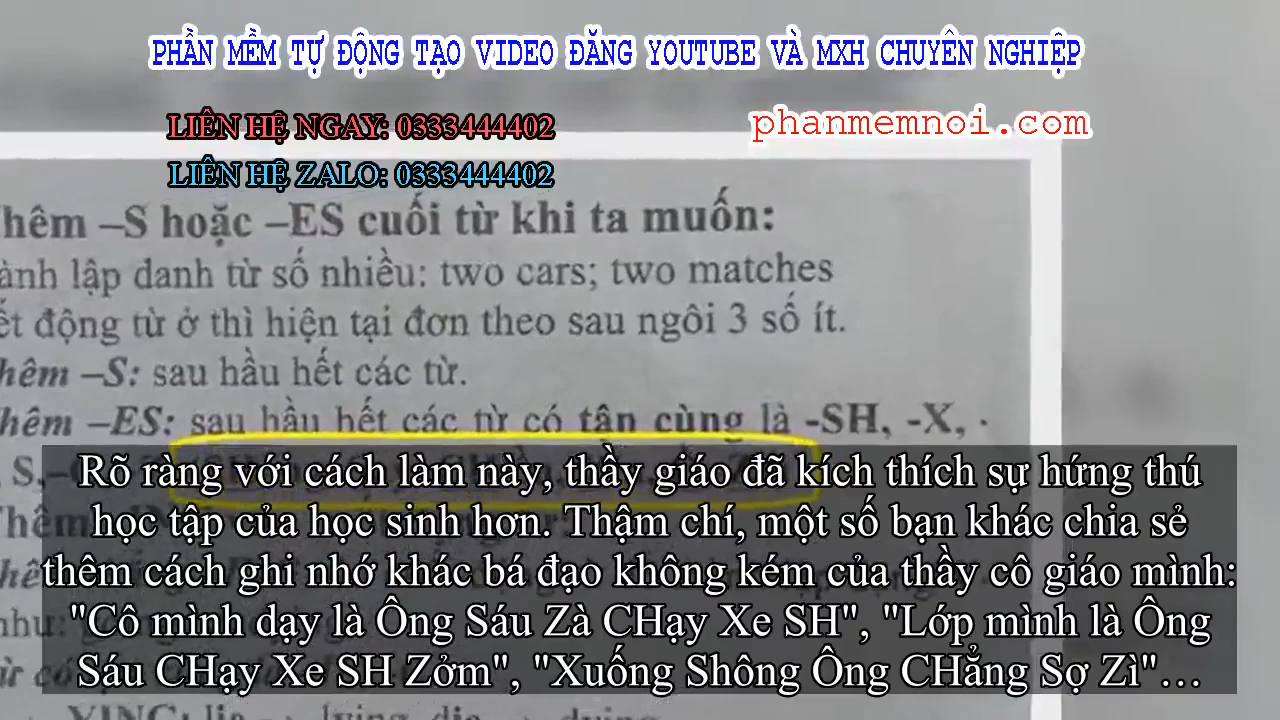 PHẦN MỀM TỰ ĐỘNG TẠO VIDEO ĐĂNG YOUTUBE VÀ MXH CHUYÊN NGHIỆP
LIÊN HỆ NGAY: 0333444402
phanmemnoi.com
LIÊN HỆ ZALO: 0333444402
hêm –S hoặc –ES cuối từ khi ta muốn:
ành lập danh từ số nhiều: two cars; two matches
ết động từ ở thì hiện tại đơn theo sau ngôi 3 số ít.
hêm –S: sau hầu hết các từ.
hêm –ES: sau hầu hết các từ có tận cùng là -SH, -X, -
Rõ ràng với cách làm này, thầy giáo đã kích thích sự hứng thú
học tập của học sinh hơn. Thậm chí, một số bạn khác chia sẻ
thêm cách ghi nhớ khác bá đạo không kém của thầy cô giáo mình:
"Cô mình dạy là Ông Sáu Zà CHạy Xe SH", "Lớp mình là Ông
Sáu CHạy Xe SH Zởm", "Xuống Shông Ông CHẳng Sợ Zì"...